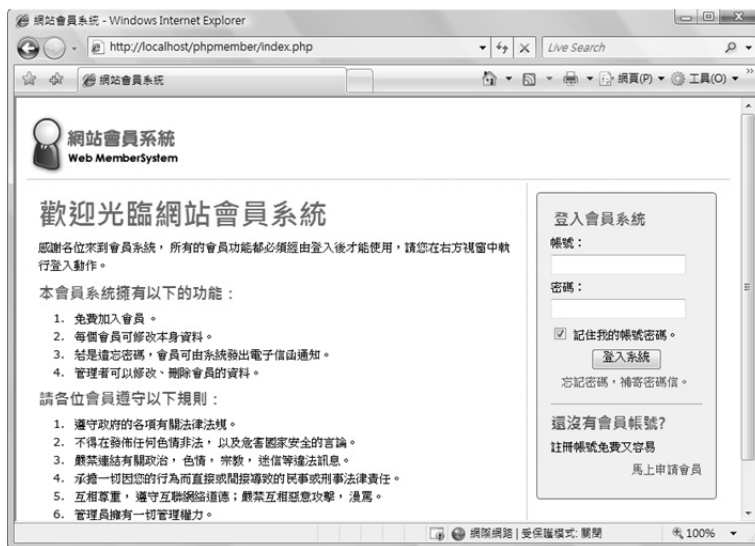 網站會員系統 - Windows Internet Explorer
http://localhost/phpmember/index.php
Live Search
網站會員系統
網頁(P)
工具(O)
網站會員系統
Web MemberSystem
歡迎光臨網站會員系統
感謝各位來到會員系統，所有的會員功能都必須經由登入後才能使用，請您在右方視窗中執
行登入動作。
本會員系統擁有以下的功能：
1. 免費加入會員 。
2. 每個會員可修改本身資料。
3. 若是遺忘密碼，會員可由系統發出電子信函通知。
4. 管理者可以修改、刪除會員的資料。
請各位會員遵守以下規則：
1. 遵守政府的各項有關法律法規。
2. 不得在發佈任何色情非法， 以及危害國家安全的言論。
3. 嚴禁連結有關政治， 色情， 宗教， 迷信等違法訊息。
4. 承擔一切因您的行為而直接或間接導致的民事或刑事法律責任。
5. 互相尊重， 遵守互聯網絡道德；嚴禁互相惡意攻擊， 漫罵。
6. 管理員擁有一切管理權力。
登入會員系統
帳號：
密碼：
記住我的帳號密碼。
登入系統
忘記密碼，補寄密碼信。
還沒有會員帳號?
註冊帳號免費又容易
馬上申請會員
網際網路 | 受保護模式: 關閉
100%